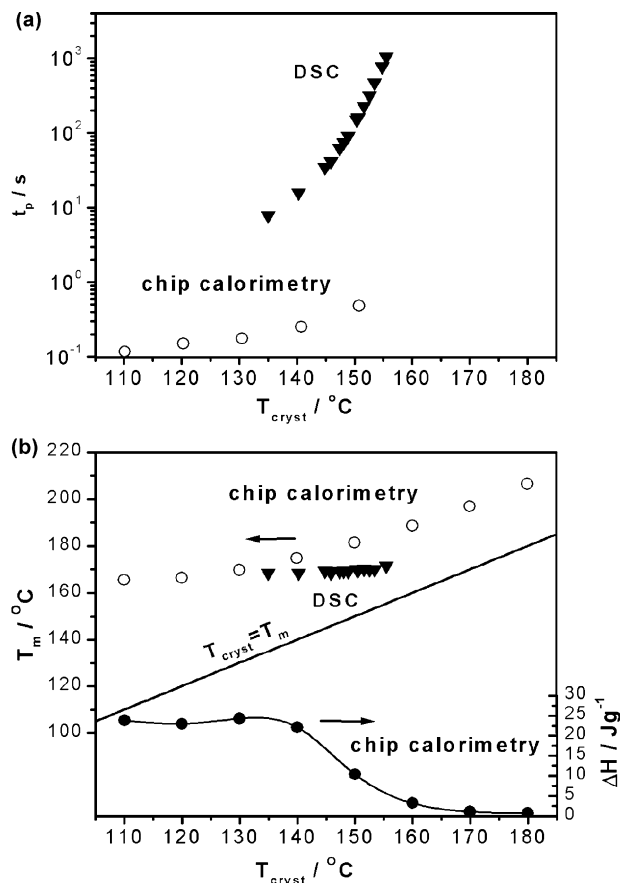 (a)
10³
10²
10¹
10⁰
10⁻¹
t_p / s
DSC
chip calorimetry
110 120 130 140 150 160 170 180
T_cryst / °C
(b)
220
200
180
160
140
120
100
T_m / °C
chip calorimetry
DSC
T_cryst=T_m
chip calorimetry
30
25
20
15
10
5
0
ΔH / Jg⁻¹
110 120 130 140 150 160 170 180
T_cryst / °C